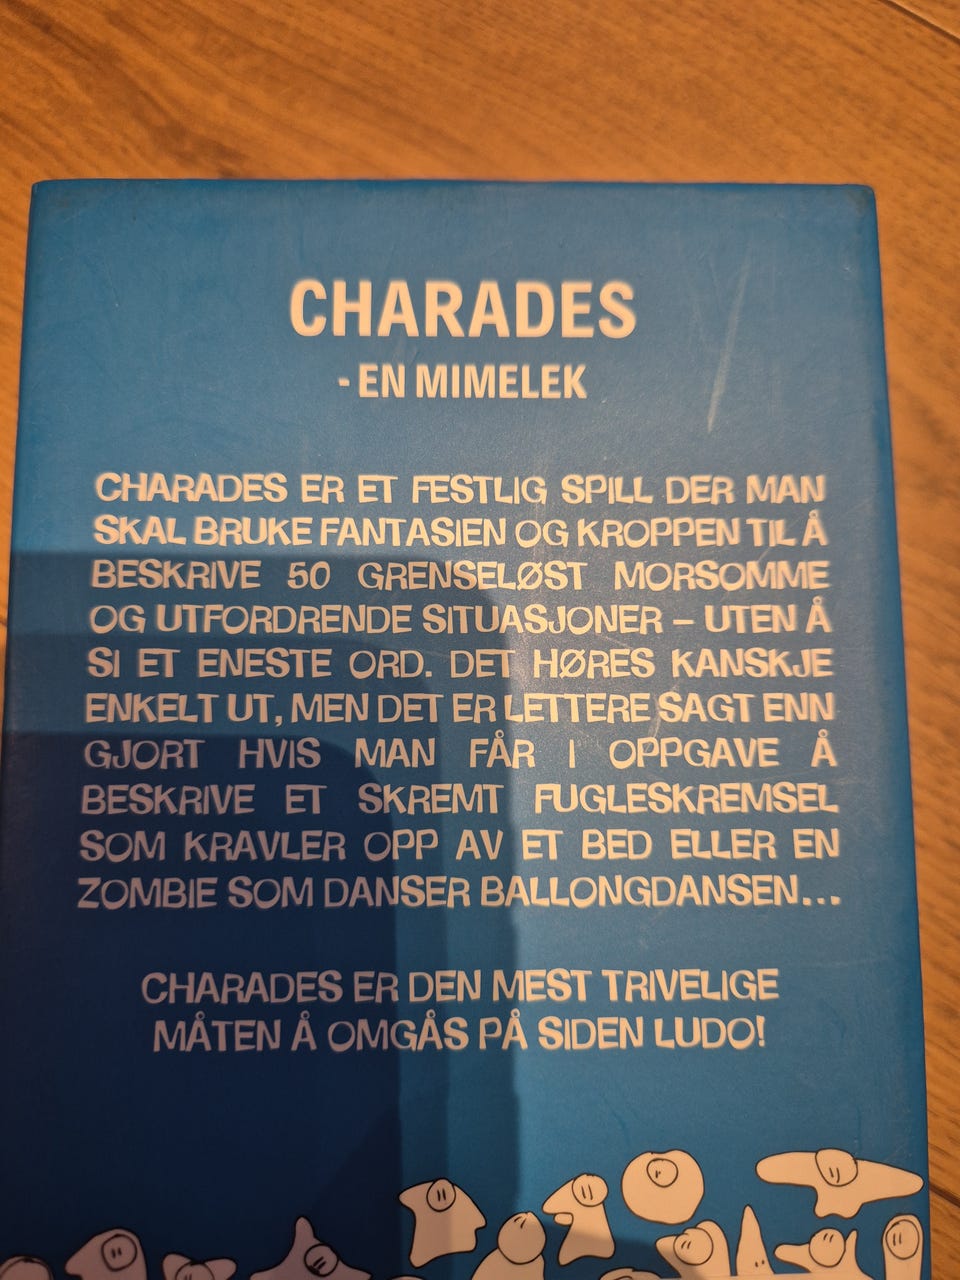 CHARADES
- EN MIMELEK
CHARADES ER ET FESTLIG SPILL DER MAN
SKAL BRUKE FANTASIEN OG KROPPEN TIL Å
BESKRIVE 50 GRENSELØST MORSOMME
OG UTFORDRENDE SITUASJONER – UTEN Å
SI ET ENESTE ORD. DET HØRES KANSKJE
ENKELT UT, MEN DET ER LETTERE SAGT ENN
GJORT HVIS MAN FÅR I OPPGAVE Å
BESKRIVE ET SKREMT FUGLESKREMSEL
SOM KRAVLER OPP AV ET BED ELLER EN
ZOMBIE SOM DANSER BALLONGDANSEN...
CHARADES ER DEN MEST TRIVELIGE
MÅTEN Å OMGÅS PÅ SIDEN LUDO!